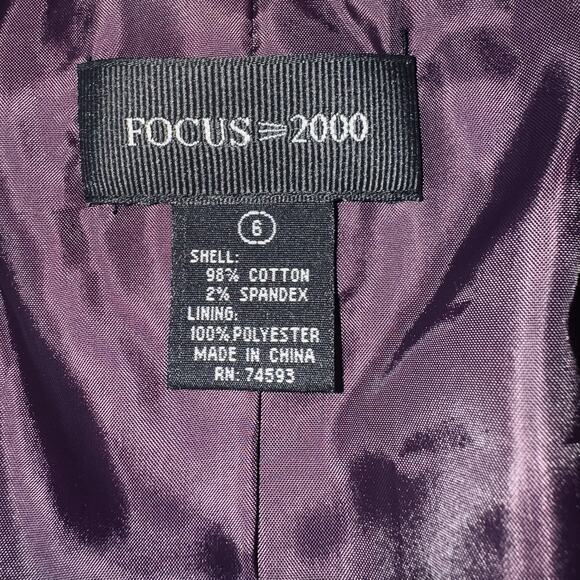 FOCUS 2000
6
SHELL:
98% COTTON
2% SPANDEX
LINING:
100% POLYESTER
MADE IN CHINA
RN: 74593